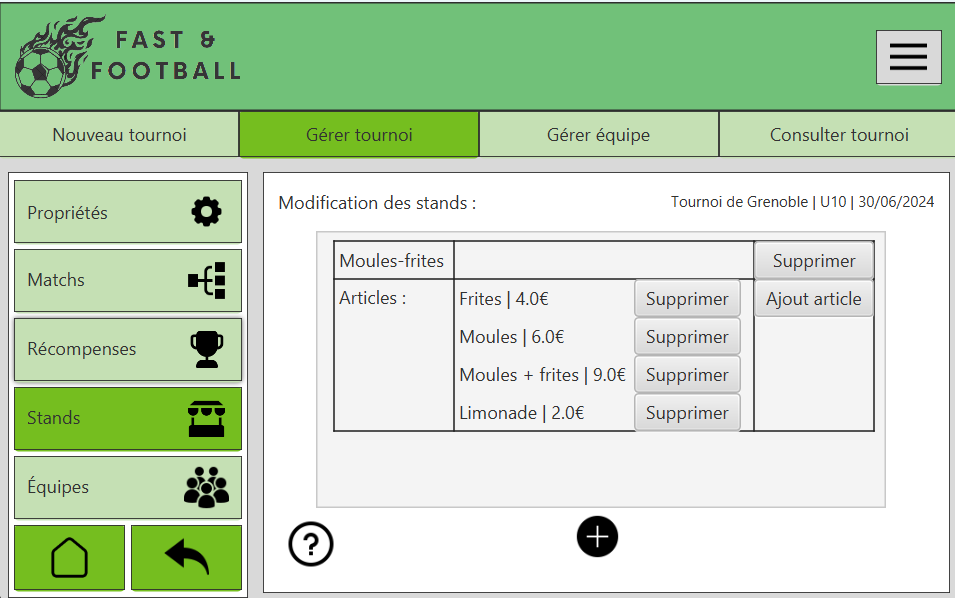 FAST &
FOOTBALL
Nouveau tournoi
Gérer tournoi
Gérer équipe
Consulter tournoi
Propriétés
Matchs
Récompenses
Stands
Équipes
Modification des stands :
Tournoi de Grenoble | U10 | 30/06/2024
Moules-frites
Supprimer
Articles :
Frites | 4.0€
Supprimer
Ajout article
Moules | 6.0€
Supprimer
Moules + frites | 9.0€
Supprimer
Limonade | 2.0€
Supprimer
?